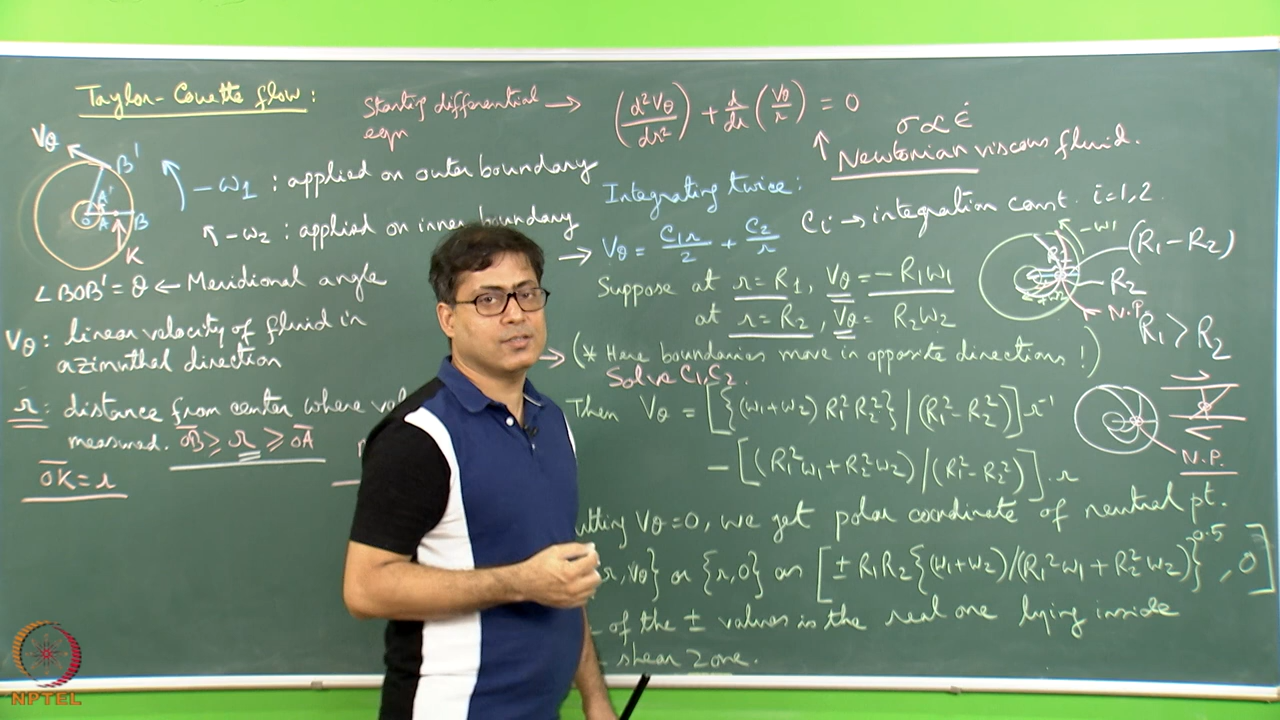 Taylor-Couette flow:
Starting differential eqn → (d²Vθ/dr²) + d/dr (Vθ/r) = 0
σ ∝ ε̇
↑ Newtonian viscous fluid.
Vθ
B'
A'
O A B
K
-ω1 : applied on outer boundary
-ω2 : applied on inner boundary
∠BOB' = θ ← Meridional angle
Vθ: linear velocity of fluid in
azimuthal direction
r: distance from center where
measured. OB ≥ r ≥ OA
OK = r
Integrating twice:
→ Vθ = C1r/2 + C2/r
Ci → integration const. i=1,2.
Suppose at r = R1, Vθ = -R1ω1
at r = R2, Vθ = R2ω2
→ (* Here boundaries move in opposite directions!)
Solve C1, C2.
Then Vθ = [{(ω1+ω2) R1²R2²} / (R1²-R2²)] r⁻¹
- [(R1²ω1+R2²ω2)/(R1²-R2²)].r
-ω1
(R1-R2)
R1
R2
N.P.
R1 > R2
N.P.
Vθ=0, we get polar coordinate of neutral pt.
r, Vθ} or {r,0} as [± R1R2{(ω1+ω2)/(R1²ω1+R2²ω2)}^0.5, 0]
of the ± values is the real one lying inside
shear zone.
NPTEL